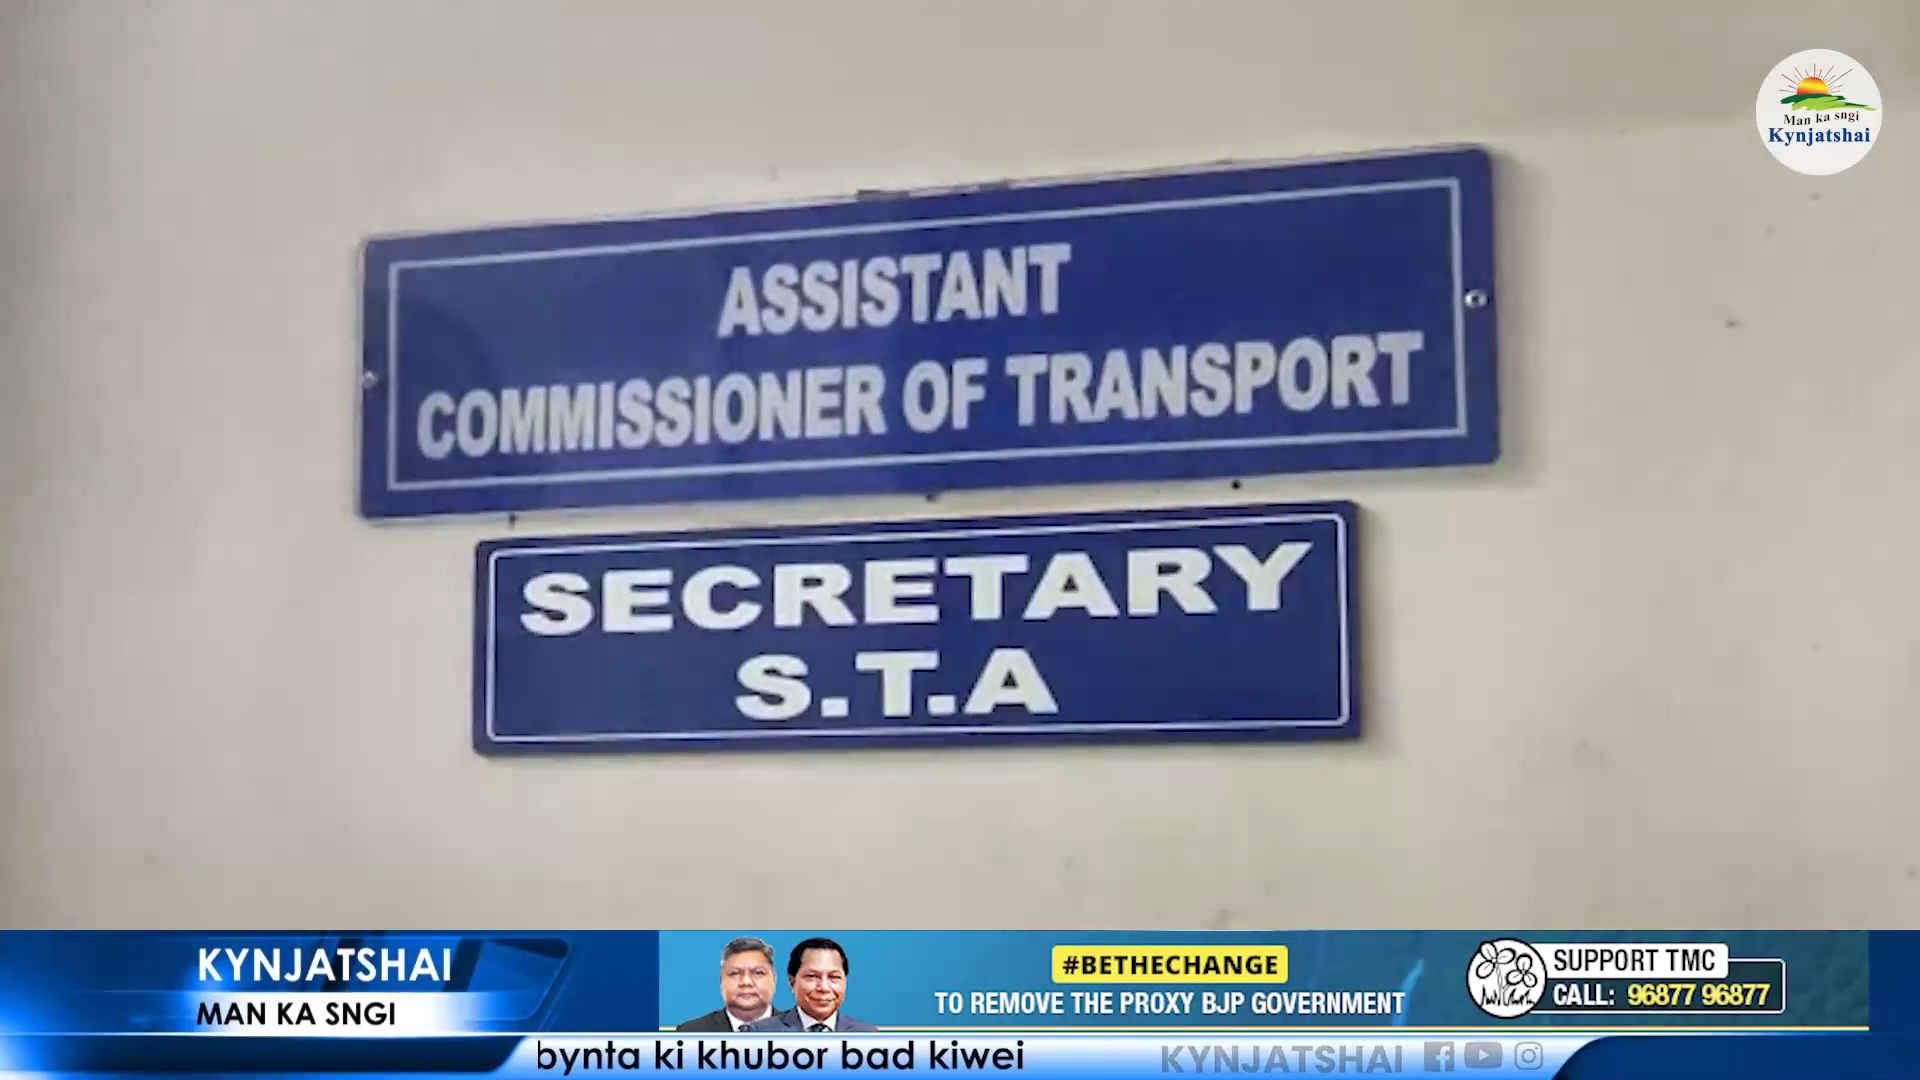 Man ka sngi
Kynjatshai
ASSISTANT
COMMISSIONER OF TRANSPORT
SECRETARY
S.T.A
KYNJATSHAI
MAN KA SNGI
#BETHECHANGE
TO REMOVE THE PROXY BJP GOVERNMENT
SUPPORT TMC
CALL: 96877 96877
bynta ki khubor bad kiwei
KYNJATSHAI